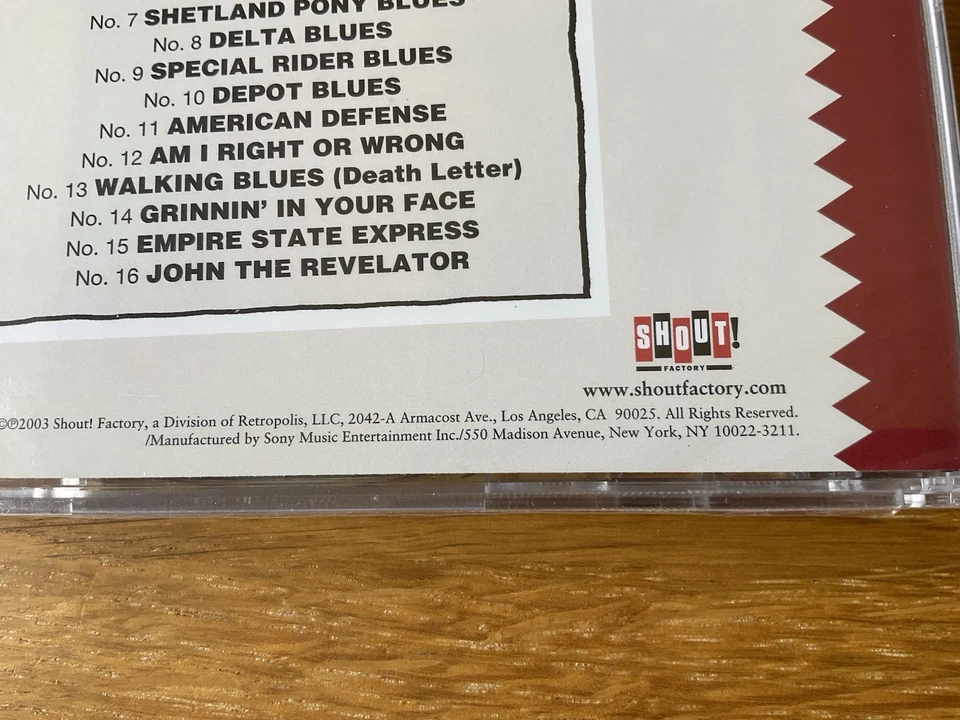 No. 7 SHETLAND PONY BLUES
No. 8 DELTA BLUES
No. 9 SPECIAL RIDER BLUES
No. 10 DEPOT BLUES
No. 11 AMERICAN DEFENSE
No. 12 AM I RIGHT OR WRONG
No. 13 WALKING BLUES (Death Letter)
No. 14 GRINNIN’ IN YOUR FACE
No. 15 EMPIRE STATE EXPRESS
No. 16 JOHN THE REVELATOR
SHOUT!
FACTORY
www.shoutfactory.com
©℗2003 Shout! Factory, a Division of Retropolis, LLC, 2042-A Armacost Ave., Los Angeles, CA 90025. All Rights Reserved.
/Manufactured by Sony Music Entertainment Inc./550 Madison Avenue, New York, NY 10022-3211.